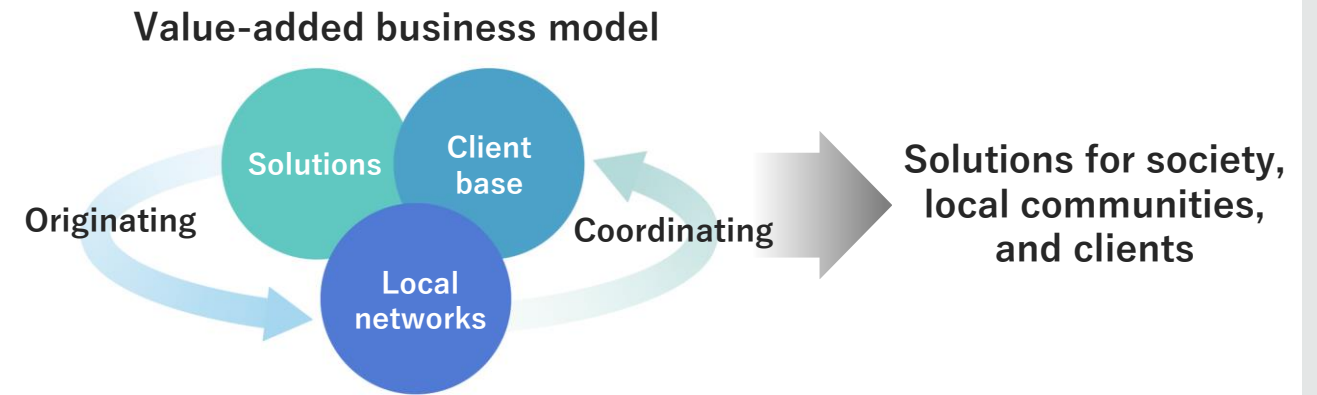 Value-added business model
Solutions
Client
base
Originating
Coordinating
Local
networks
Solutions for society,
local communities,
and clients